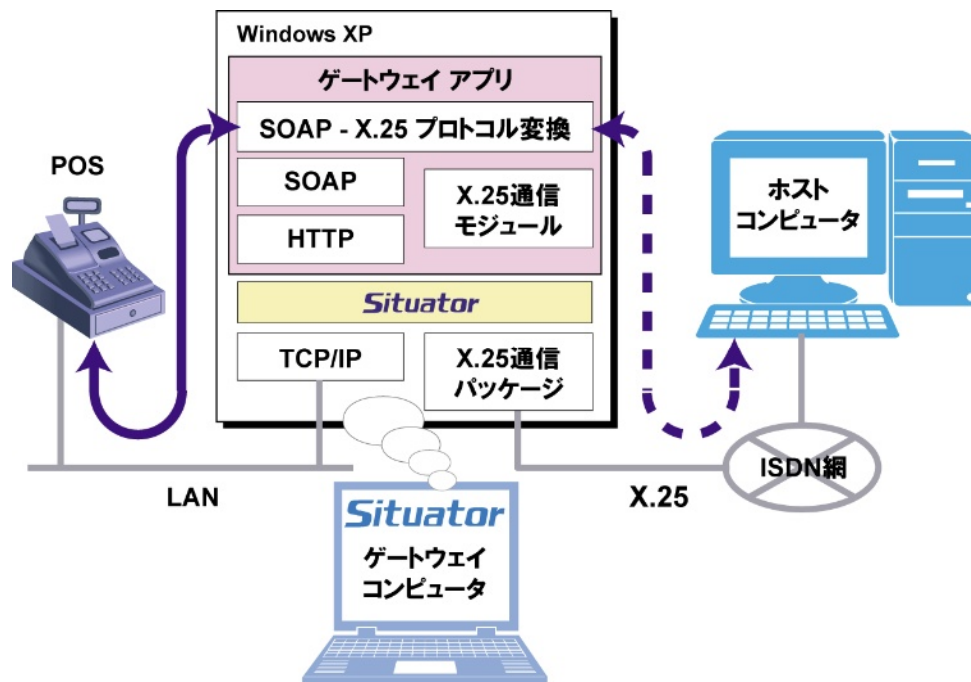 Windows XP
ゲートウェイ アプリ
SOAP - X.25 プロトコル変換
POS
SOAP
X.25通信
モジュール
HTTP
ホスト
コンピュータ
Situator
TCP/IP
X.25通信
パッケージ
ISDN網
LAN
X.25
Situator
ゲートウェイ
コンピュータ